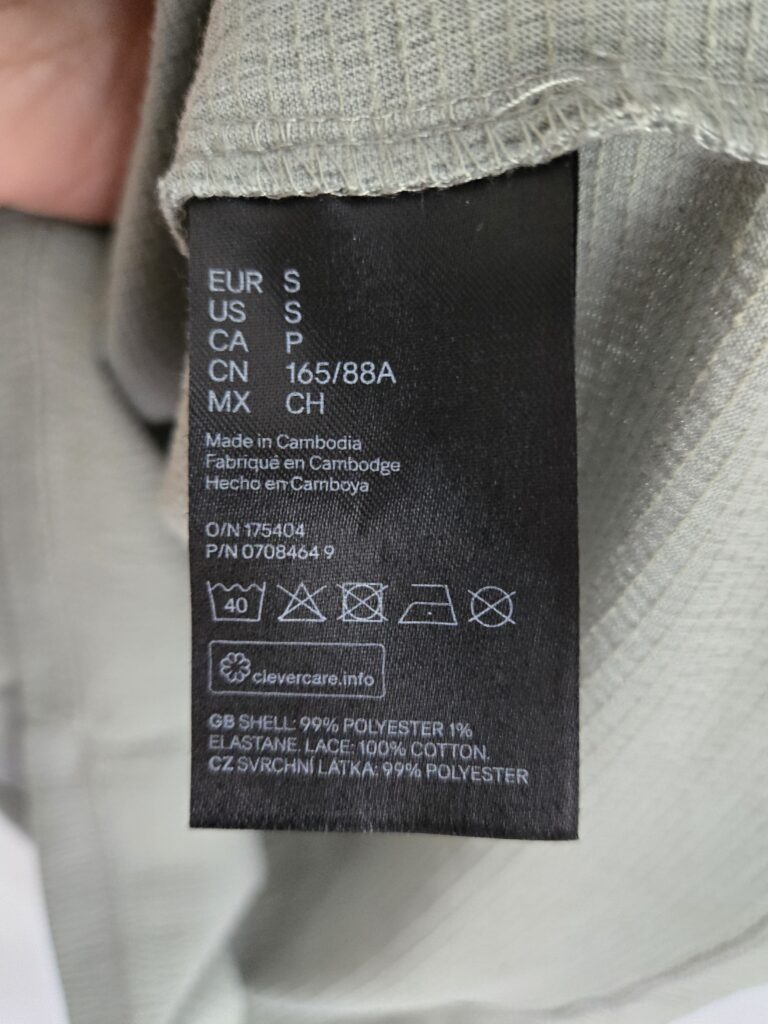 EUR S
US S
CA P
CN 165/88A
MX CH
Made in Cambodia
Fabriqué en Cambodge
Hecho en Camboya
O/N 175404
P/N 0708464 9
40
clevercare.info
GB SHELL: 99% POLYESTER 1%
ELASTANE. LACE: 100% COTTON.
CZ SVRCHNÍ LÁTKA: 99% POLYESTER